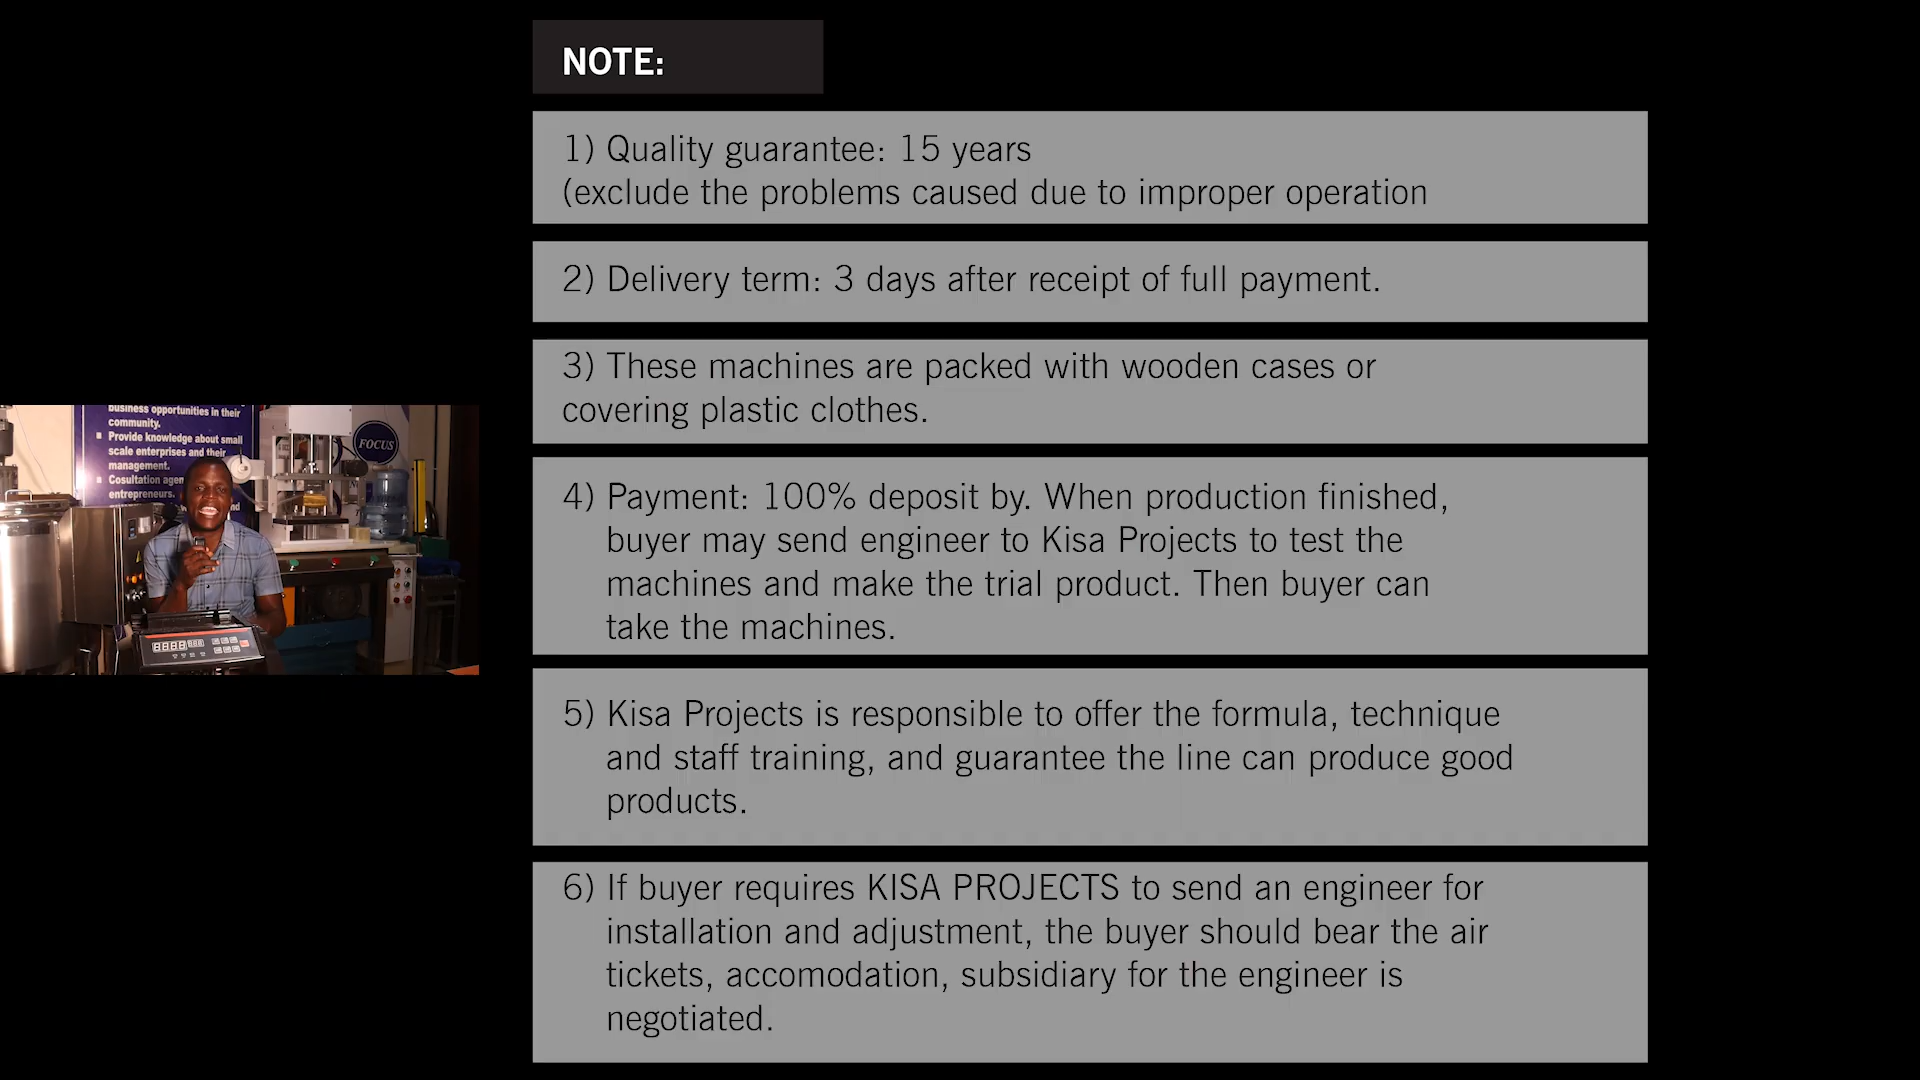 NOTE:
1) Quality guarantee: 15 years
(exclude the problems caused due to improper operation
2) Delivery term: 3 days after receipt of full payment.
3) These machines are packed with wooden cases or
covering plastic clothes.
4) Payment: 100% deposit by. When production finished,
buyer may send engineer to Kisa Projects to test the
machines and make the trial product. Then buyer can
take the machines.
5) Kisa Projects is responsible to offer the formula, technique
and staff training, and guarantee the line can produce good
products.
6) If buyer requires KISA PROJECTS to send an engineer for
installation and adjustment, the buyer should bear the air
tickets, accomodation, subsidiary for the engineer is
negotiated.
business opportunities in their
community.
Provide knowledge about small
scale enterprises and their
management.
Cosultation agen
entrepreneurs.
FOCUS